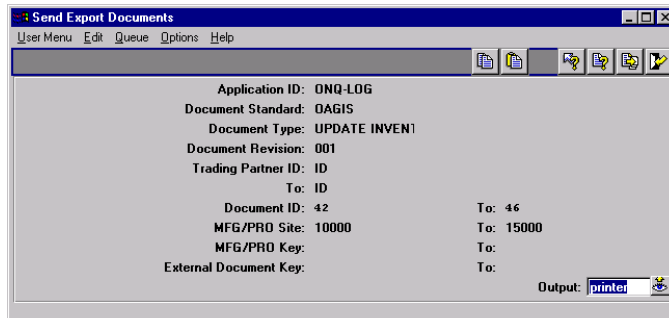 Send Export Documents
User Menu Edit Queue Options Help
Application ID: ONQ-LOG
Document Standard: OAGIS
Document Type: UPDATE INVENT
Document Revision: 001
Trading Partner ID: ID
To: ID
Document ID: 42 To: 46
MFG/PRO Site: 10000 To: 15000
MFG/PRO Key: To:
External Document Key: To:
Output: printer